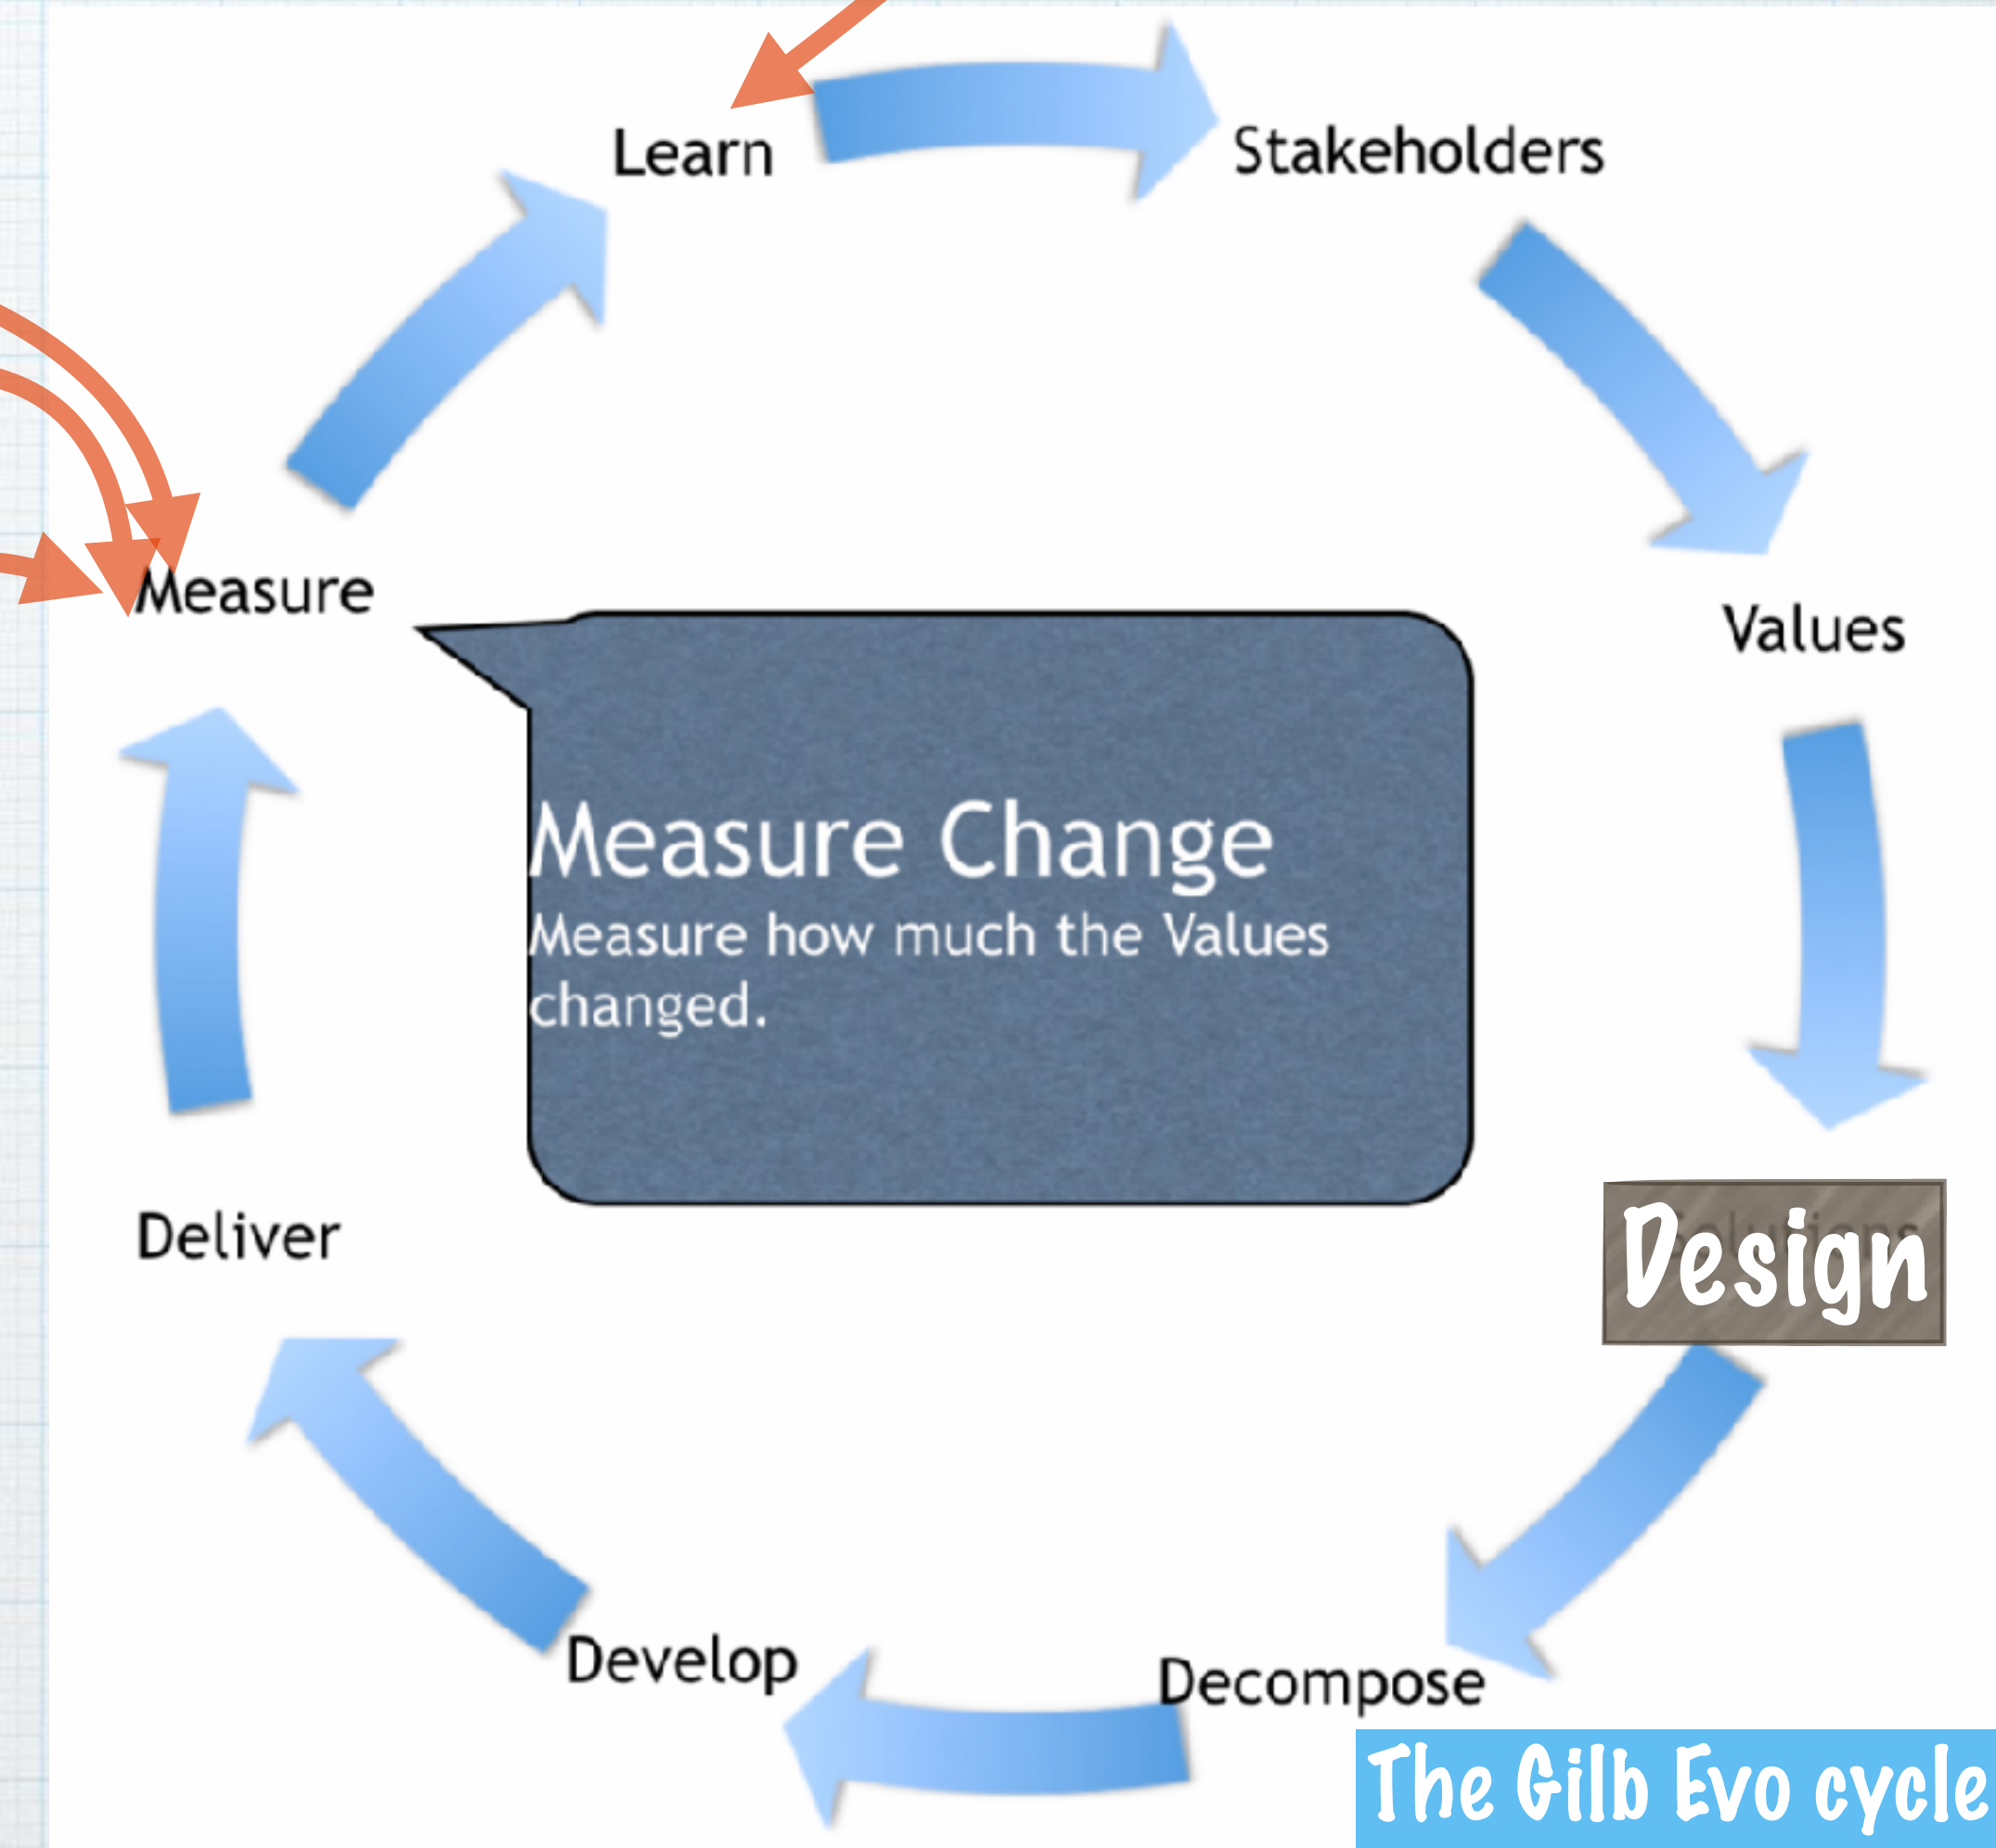 Learn
Stakeholders
Measure
Values
Measure Change
Measure how much the Values
changed.
Deliver
Solutions
Design
Develop
Decompose
The Gilb Evo cycle